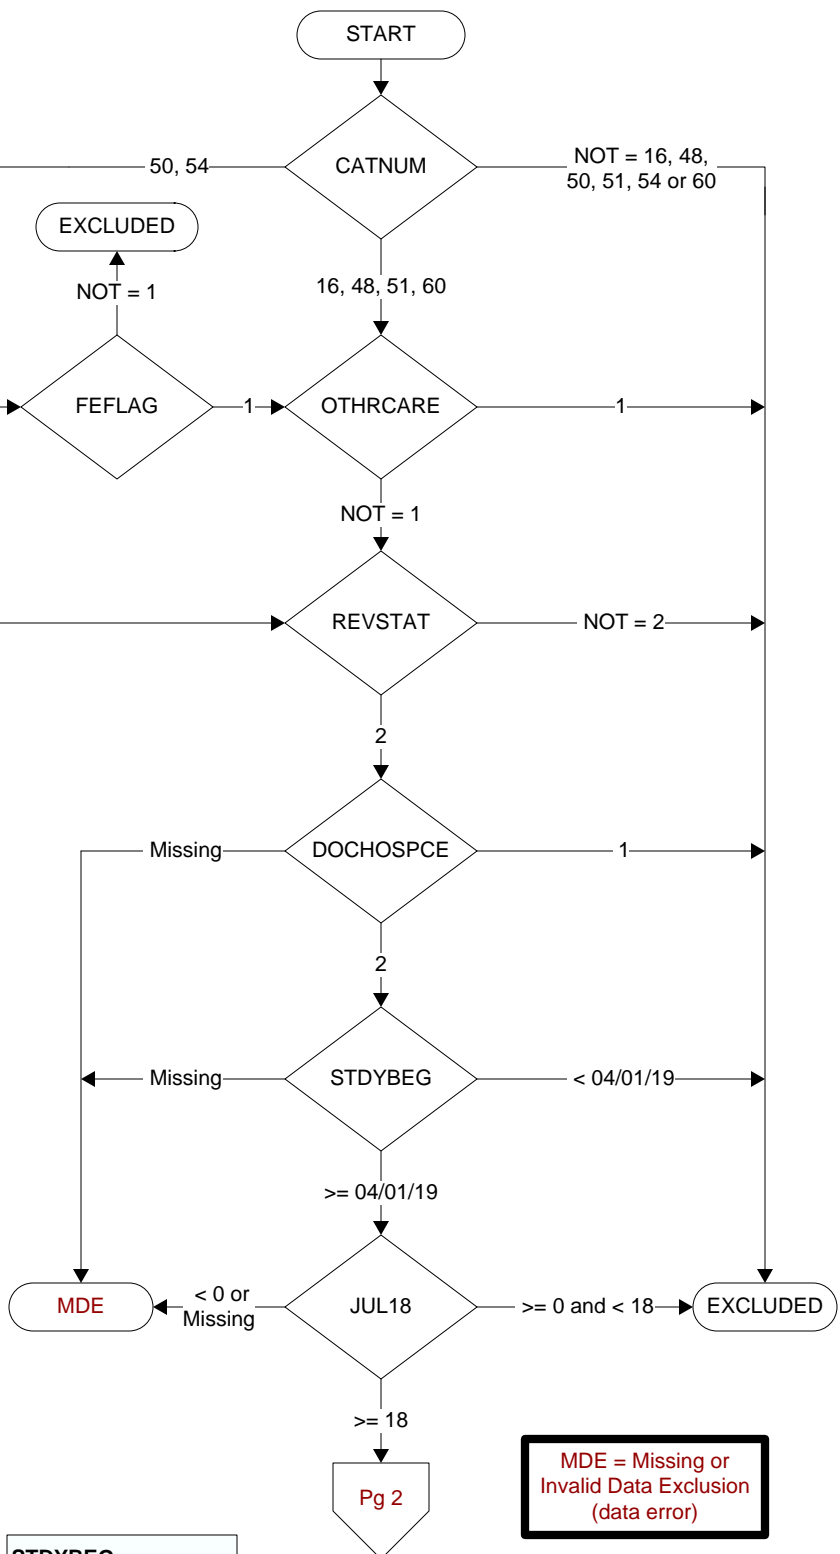 START
CATNUM
50, 54
NOT = 16, 48,
50, 51, 54 or 60
EXCLUDED
NOT = 1
16, 48, 51, 60
FEFLAG
1
OTHRCARE
1
NOT = 1
REVSTAT
NOT = 2
2
DOCHOSPCE
Missing
1
2
STDYBEG
Missing
< 04/01/19
>= 04/01/19
JUL18
MDE
< 0 or
Missing
>= 0 and < 18
EXCLUDED
>= 18
Pg 2
MDE = Missing or
Invalid Data Exclusion
(data error)
STDYBEG